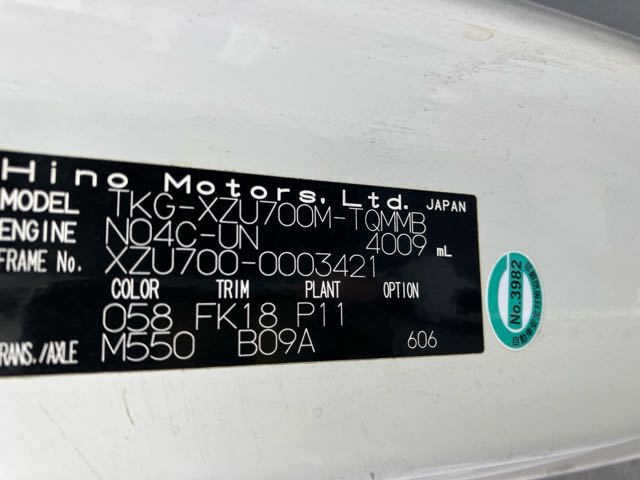 Hino Motors, Ltd. JAPAN
MODEL TKG-XZU700M-TQMMB
ENGINE N04C-UN 4009 mL
FRAME No. XZU700-0003421
COLOR TRIM PLANT OPTION
058 FK18 P11
TRANS./AXLE M550 B09A 606
No.3982